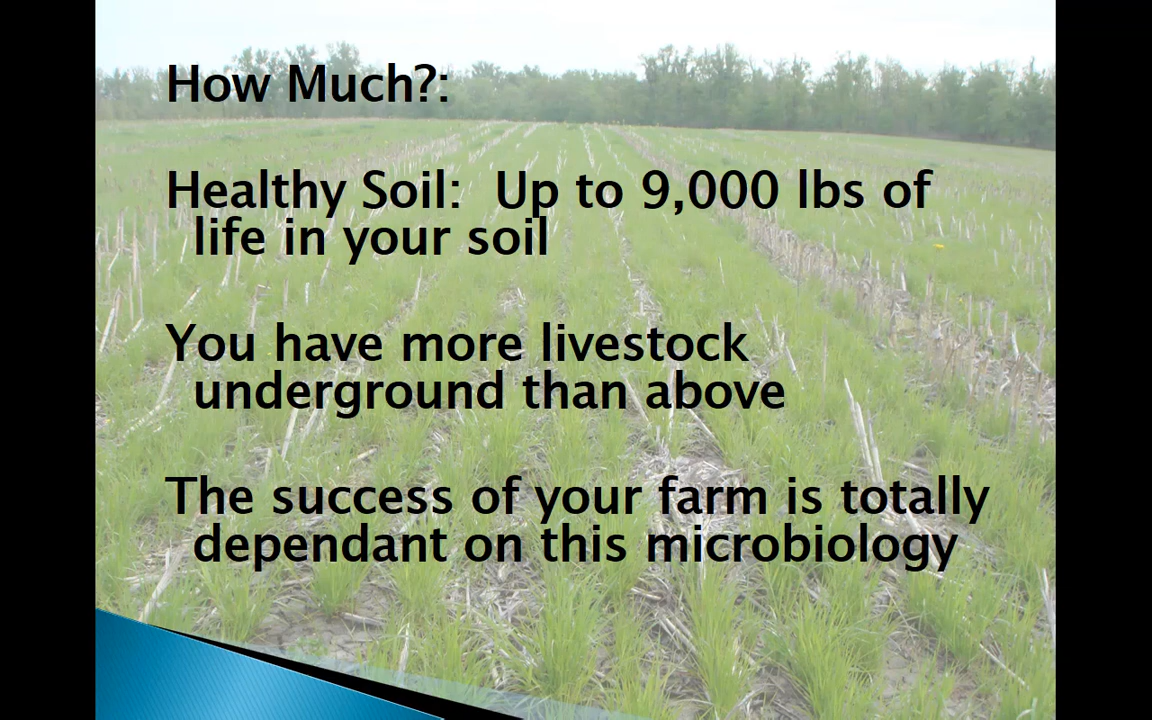 How Much?:
Healthy Soil:  Up to 9,000 lbs of
life in your soil
You have more livestock
underground than above
The success of your farm is totally
dependant on this microbiology